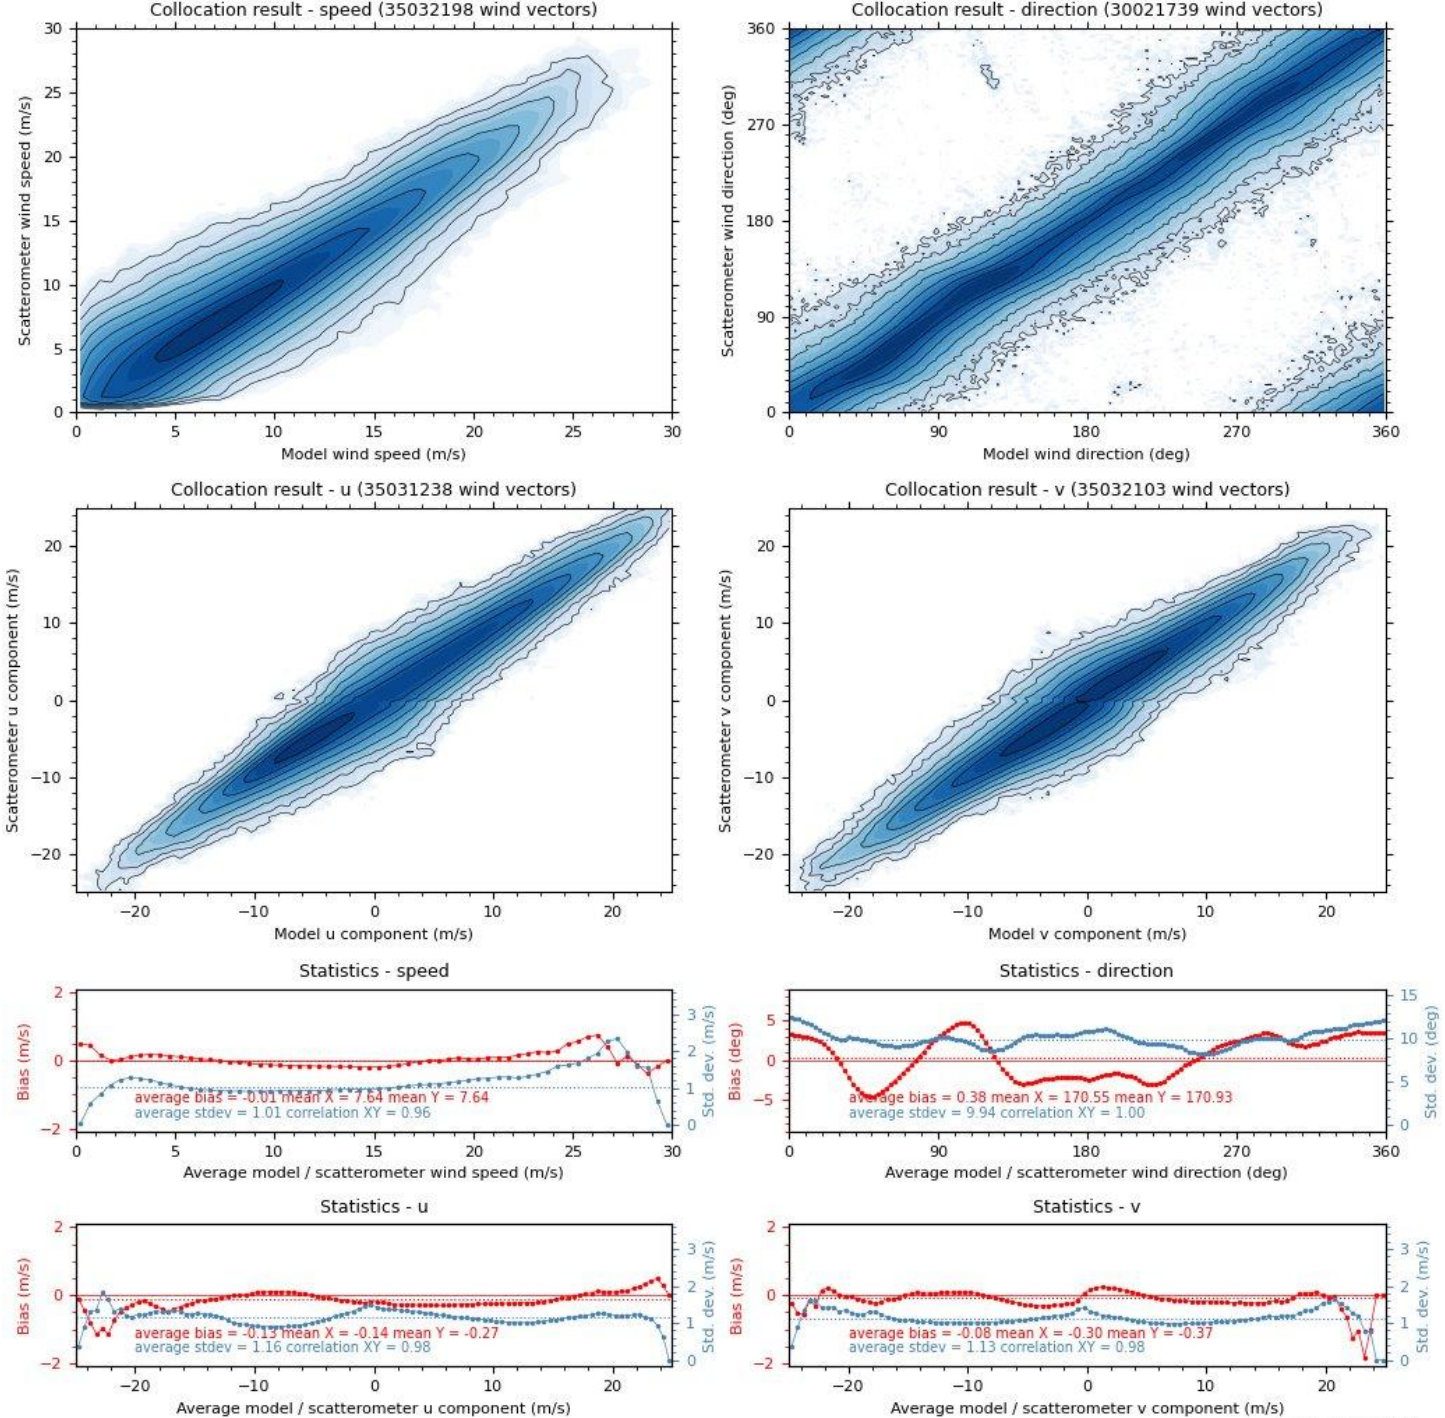 Collocation result - speed (35032198 wind vectors)
30
25
20
15
10
5
0
Scatterometer wind speed (m/s)
0 5 10 15 20 25 30
Model wind speed (m/s)
Collocation result - direction (30021739 wind vectors)
360
270
180
90
0
Scatterometer wind direction (deg)
0 90 180 270 360
Model wind direction (deg)
Collocation result - u (35031238 wind vectors)
20
10
0
−10
−20
Scatterometer u component (m/s)
−20 −10 0 10 20
Model u component (m/s)
Collocation result - v (35032103 wind vectors)
20
10
0
−10
−20
Scatterometer v component (m/s)
−20 −10 0 10 20
Model v component (m/s)
Statistics - speed
2
0
−2
Bias (m/s)
3
2
1
0
Std. dev. (m/s)
average bias = -0.01 mean X = 7.64 mean Y = 7.64
average stdev = 1.01 correlation XY = 0.96
0 5 10 15 20 25 30
Average model / scatterometer wind speed (m/s)
Statistics - direction
5
0
−5
Bias (deg)
15
10
5
0
Std. dev. (deg)
average bias = 0.38 mean X = 170.55 mean Y = 170.93
average stdev = 9.94 correlation XY = 1.00
0 90 180 270 360
Average model / scatterometer wind direction (deg)
Statistics - u
2
0
−2
Bias (m/s)
3
2
1
0
Std. dev. (m/s)
average bias = -0.13 mean X = -0.14 mean Y = -0.27
average stdev = 1.16 correlation XY = 0.98
−20 −10 0 10 20
Average model / scatterometer u component (m/s)
Statistics - v
2
0
−2
Bias (m/s)
3
2
1
0
Std. dev. (m/s)
average bias = -0.08 mean X = -0.30 mean Y = -0.37
average stdev = 1.13 correlation XY = 0.98
−20 −10 0 10 20
Average model / scatterometer v component (m/s)